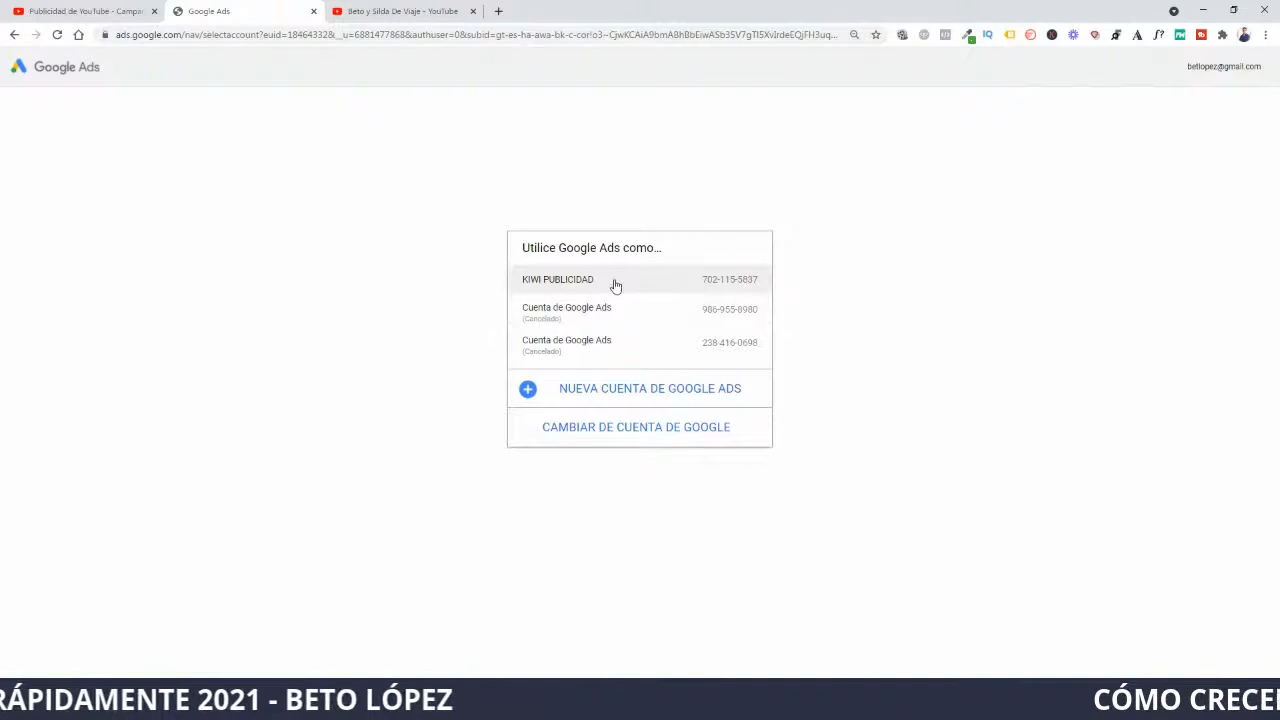 Publicidad de YouTube - Campa
Google Ads
Beto y Silda De Viaje - YouTube
Google Ads
betlopez@gmail.com
Utilice Google Ads como...
KIWI PUBLICIDAD 702-115-5837
Cuenta de Google Ads 986-955-8980
(Cancelado)
Cuenta de Google Ads 238-416-0698
(Cancelado)
NUEVA CUENTA DE GOOGLE ADS
CAMBIAR DE CUENTA DE GOOGLE
RÁPIDAMENTE 2021 - BETO LÓPEZ
CÓMO CRECE